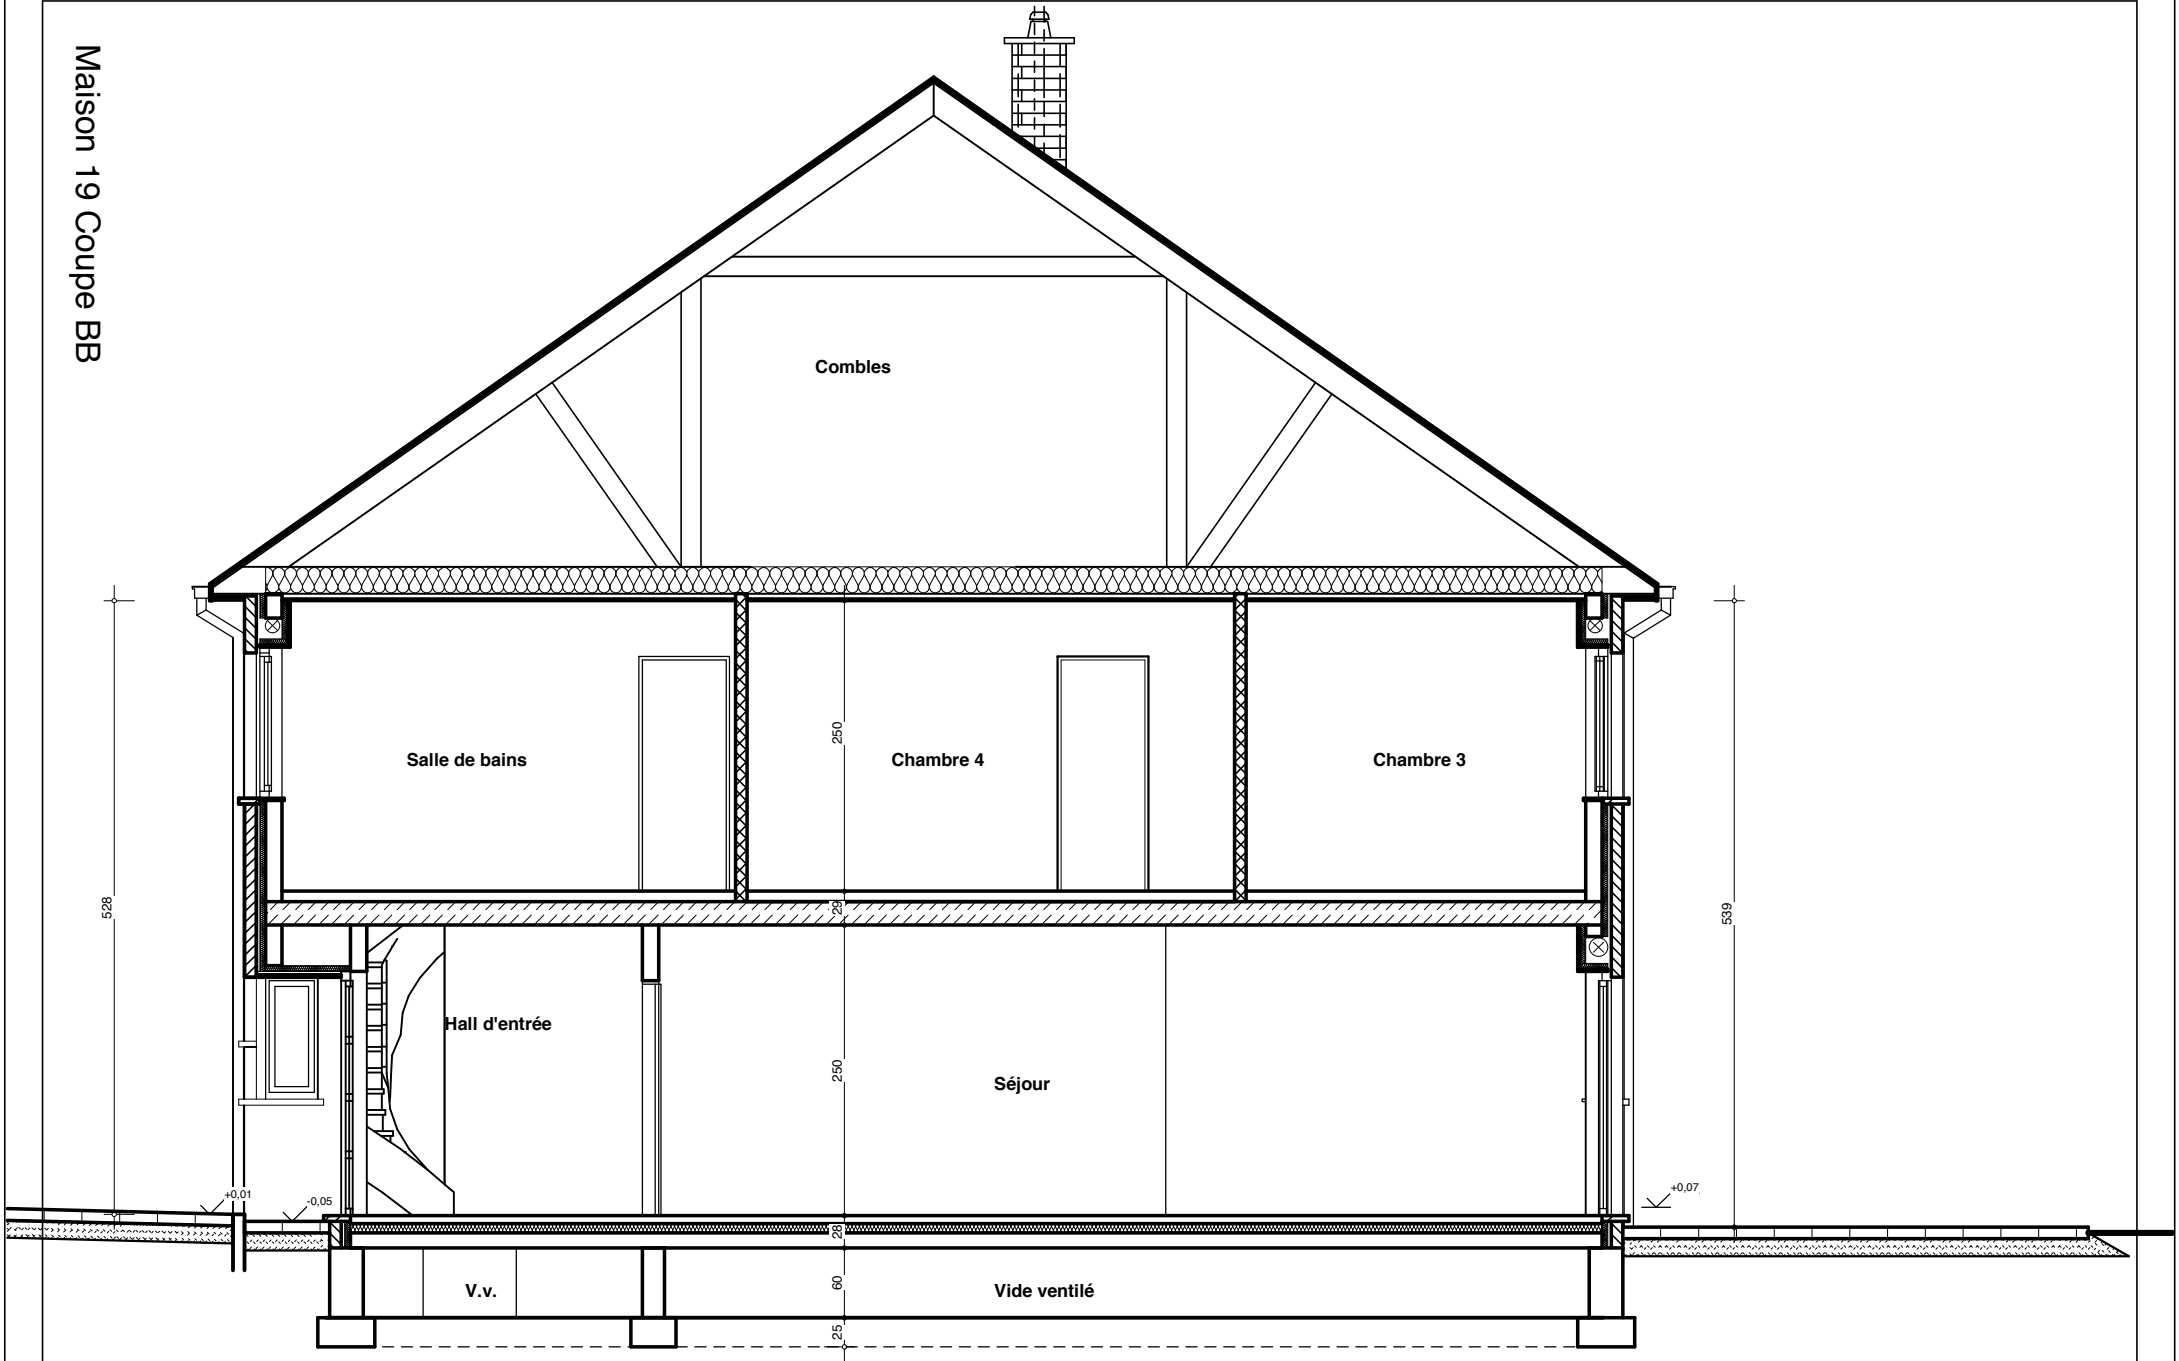 Maison 19 Coupe BB
Combles
Salle de bains
Chambre 4
Chambre 3
250
29
528
539
Hall d'entrée
250
Séjour
+0,01
-0,05
+0,07
28
V.v.
60
Vide ventilé
25